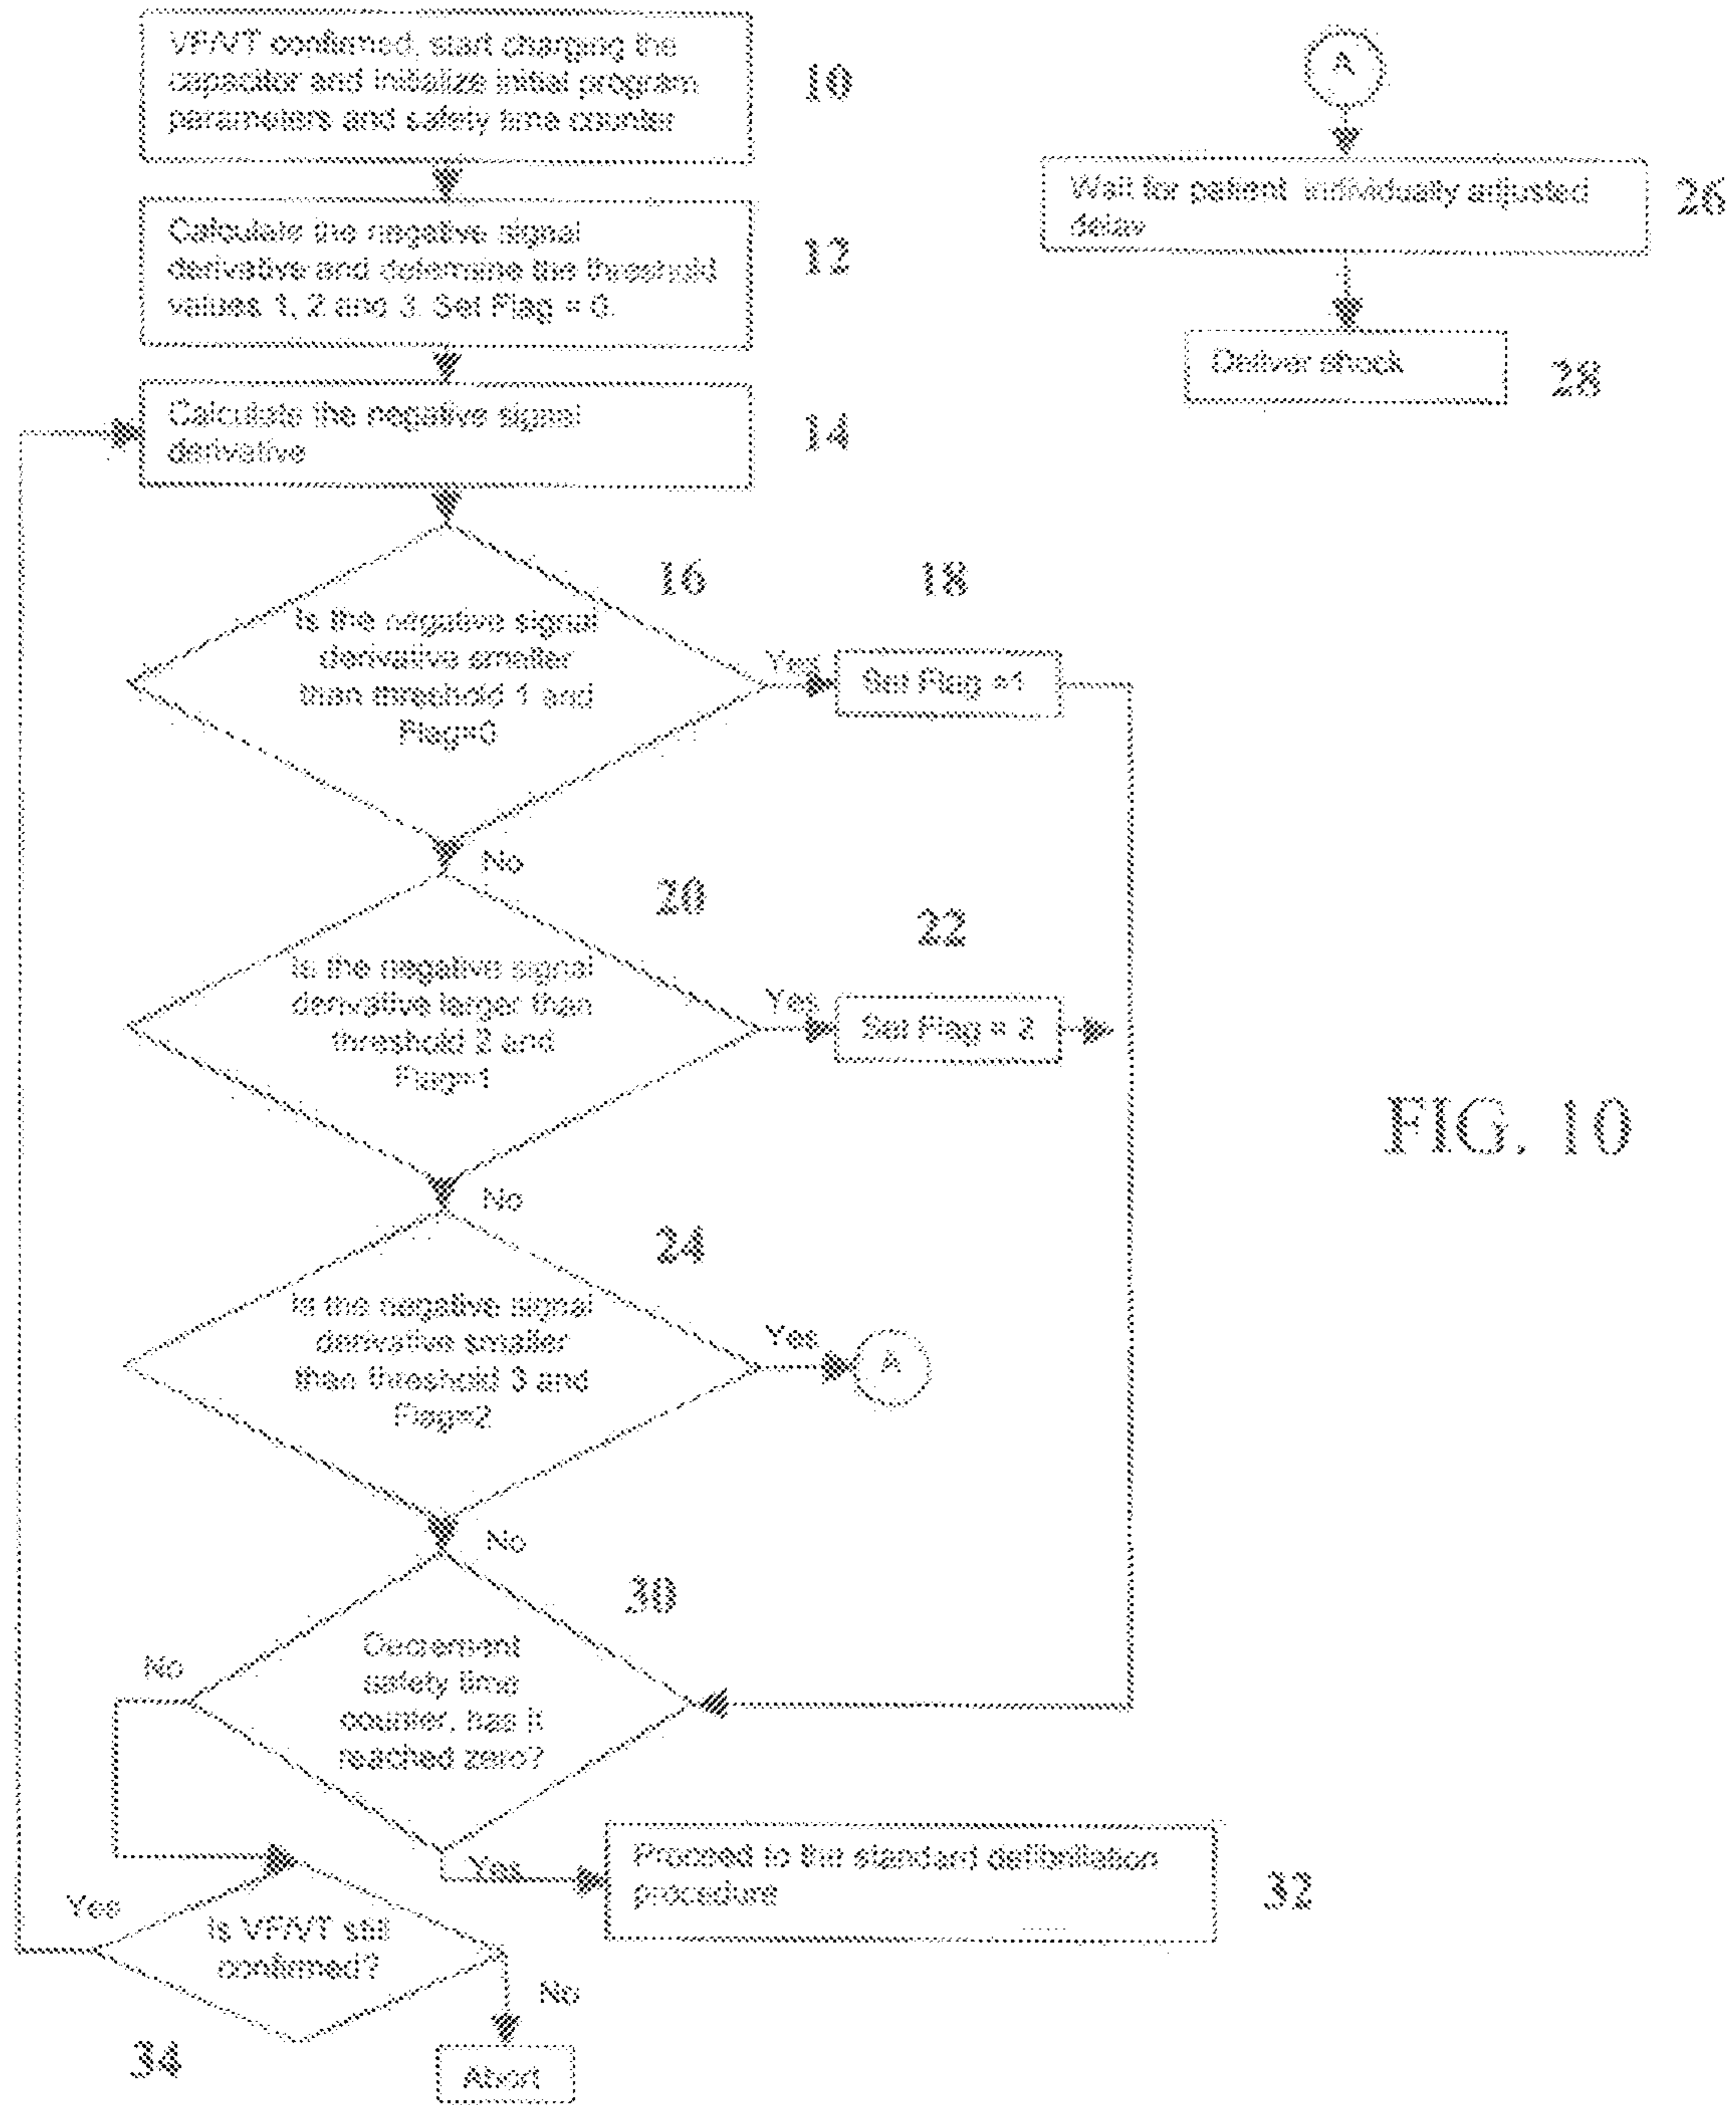 VF/VT confirmed, start charging the
capacitor and initialize initial program
parameters and safety time counter
10
Calculate the negative signal
derivative and determine the threshold
values 1, 2 and 3. Set Flag = 0.
12
Calculate the negative signal
derivative
14
Is the negative signal
derivative smaller
than threshold 1 and
Flag=0
16
Yes
18
Set Flag =1
No
Is the negative signal
derivative larger than
threshold 2 and
Flag=1
20
Yes
22
Set Flag = 2
No
Is the negative signal
derivative smaller
than threshold 3 and
Flag=2
24
Yes
A
No
Decrement
safety time
counter, has it
reached zero?
30
No
Yes
Proceed to the standard defibrillation
procedure
32
Is VF/VT still
confirmed?
34
Yes
No
Abort
A
Wait for patient individually adjusted
delay
26
Deliver shock
28
FIG. 10